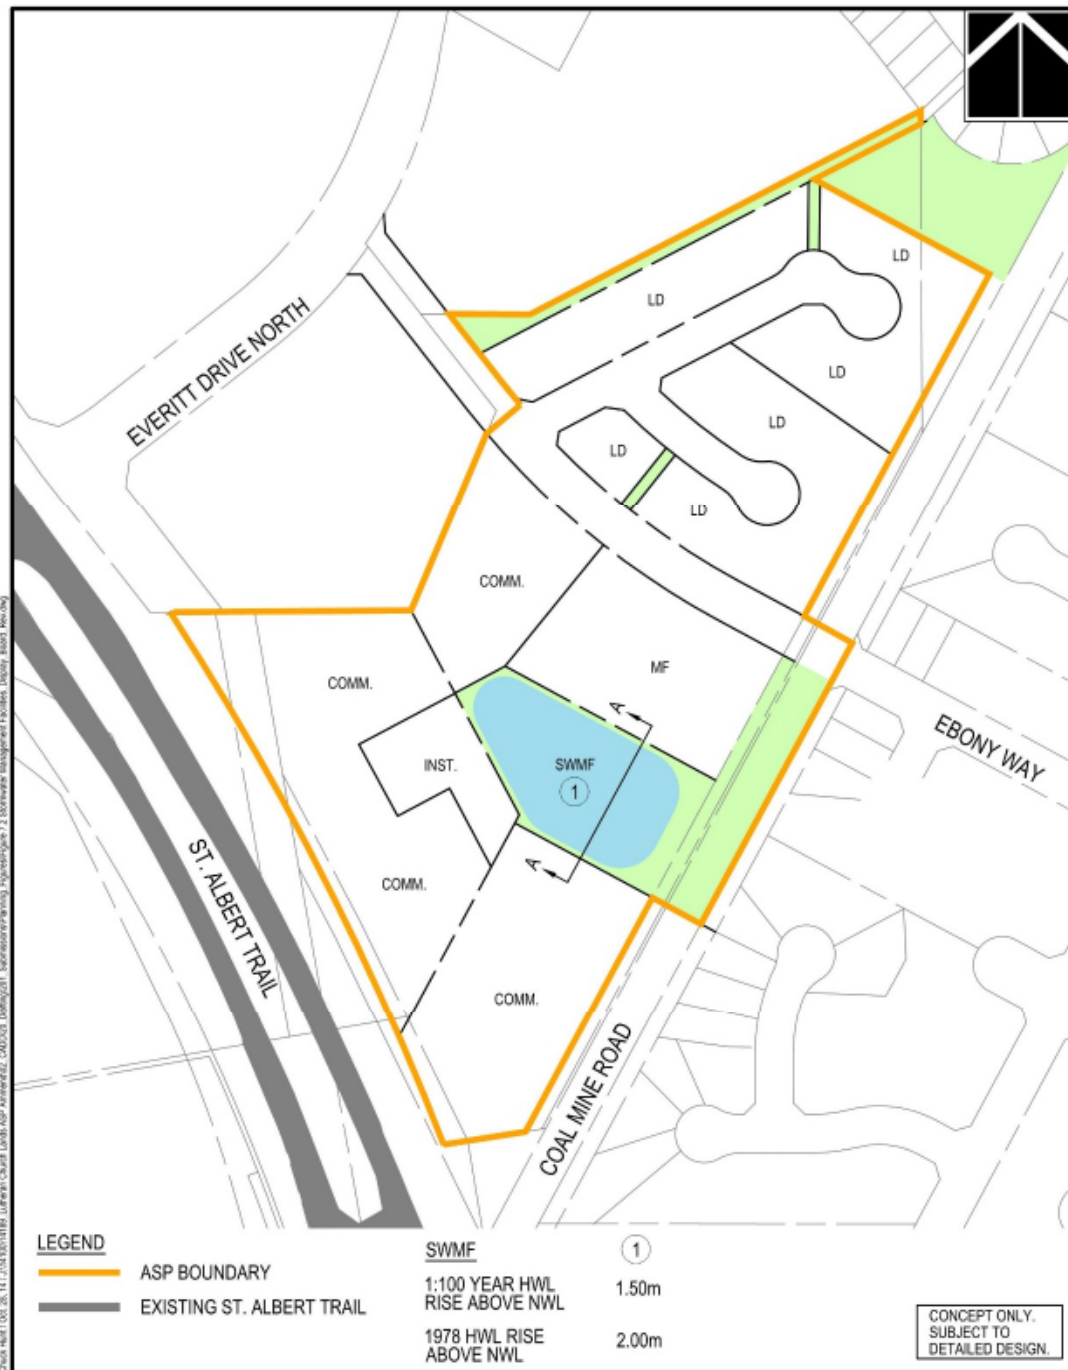 LD
LD
LD
LD
LD
LD
EVERITT DRIVE NORTH
COMM.
MF
COMM.
A
EBONY WAY
INST.
SWMF
1
A
COMM.
ST. ALBERT TRAIL
COMM.
COAL MINE ROAD
LEGEND
ASP BOUNDARY
EXISTING ST. ALBERT TRAIL
SWMF 1
1:100 YEAR HWL
RISE ABOVE NWL 1.50m
1978 HWL RISE
ABOVE NWL 2.00m
CONCEPT ONLY.
SUBJECT TO
DETAILED DESIGN.